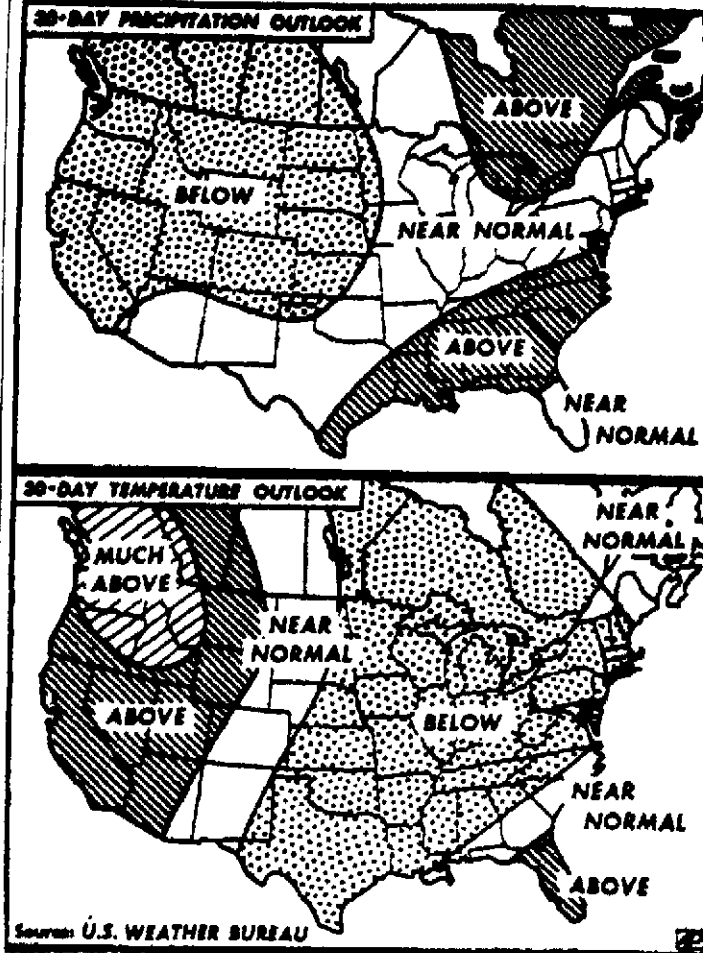 30-DAY PRECIPITATION OUTLOOK
ABOVE
BELOW
NEAR NORMAL
ABOVE
NEAR
NORMAL
30-DAY TEMPERATURE OUTLOOK
NEAR
NORMAL
MUCH
ABOVE
NEAR
NORMAL
ABOVE
BELOW
NEAR
NORMAL
ABOVE
Source: U.S. WEATHER BUREAU